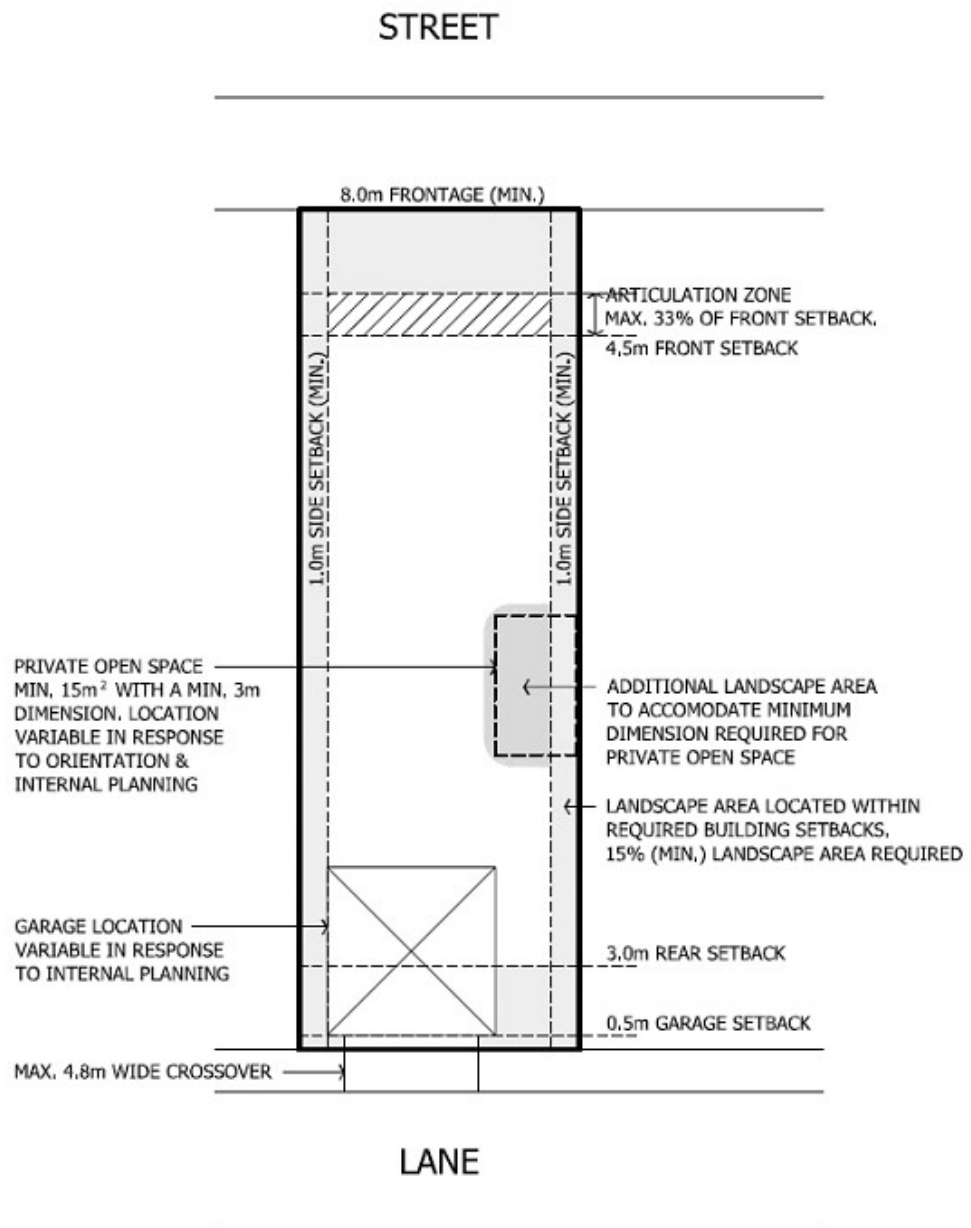 STREET
8.0m FRONTAGE (MIN.)
ARTICULATION ZONE
MAX. 33% OF FRONT SETBACK.
4.5m FRONT SETBACK
1.0m SIDE SETBACK (MIN.)
1.0m SIDE SETBACK (MIN.)
PRIVATE OPEN SPACE
MIN. 15m² WITH A MIN. 3m
DIMENSION. LOCATION
VARIABLE IN RESPONSE
TO ORIENTATION &
INTERNAL PLANNING
ADDITIONAL LANDSCAPE AREA
TO ACCOMODATE MINIMUM
DIMENSION REQUIRED FOR
PRIVATE OPEN SPACE
LANDSCAPE AREA LOCATED WITHIN
REQUIRED BUILDING SETBACKS.
15% (MIN.) LANDSCAPE AREA REQUIRED
GARAGE LOCATION
VARIABLE IN RESPONSE
TO INTERNAL PLANNING
3.0m REAR SETBACK
0.5m GARAGE SETBACK
MAX. 4.8m WIDE CROSSOVER
LANE